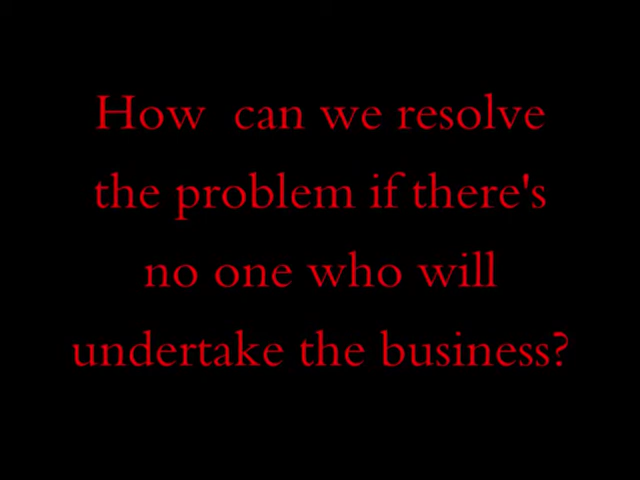 How can we resolve
the problem if there's
no one who will
undertake the business?